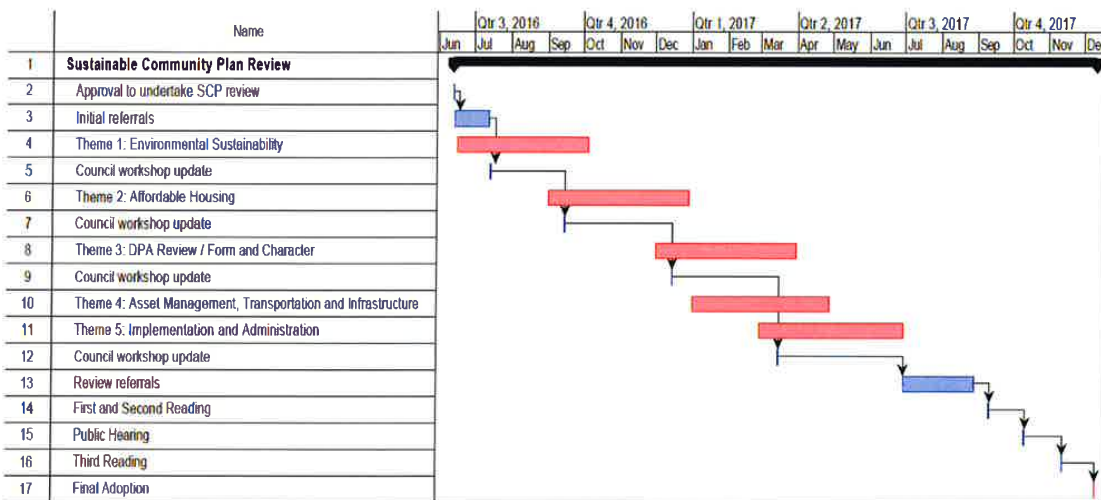 Name
Qtr 3, 2016 Qtr 4, 2016 Qtr 1, 2017 Qtr 2, 2017 Qtr 3, 2017 Qtr 4, 2017
Jun Jul Aug Sep Oct Nov Dec Jan Feb Mar Apr May Jun Jul Aug Sep Oct Nov De
1 Sustainable Community Plan Review
2 Approval to undertake SCP review
3 Initial referrals
4 Theme 1: Environmental Sustainability
5 Council workshop update
6 Theme 2: Affordable Housing
7 Council workshop update
8 Theme 3: DPA Review / Form and Character
9 Council workshop update
10 Theme 4: Asset Management, Transportation and Infrastructure
11 Theme 5: Implementation and Administration
12 Council workshop update
13 Review referrals
14 First and Second Reading
15 Public Hearing
16 Third Reading
17 Final Adoption